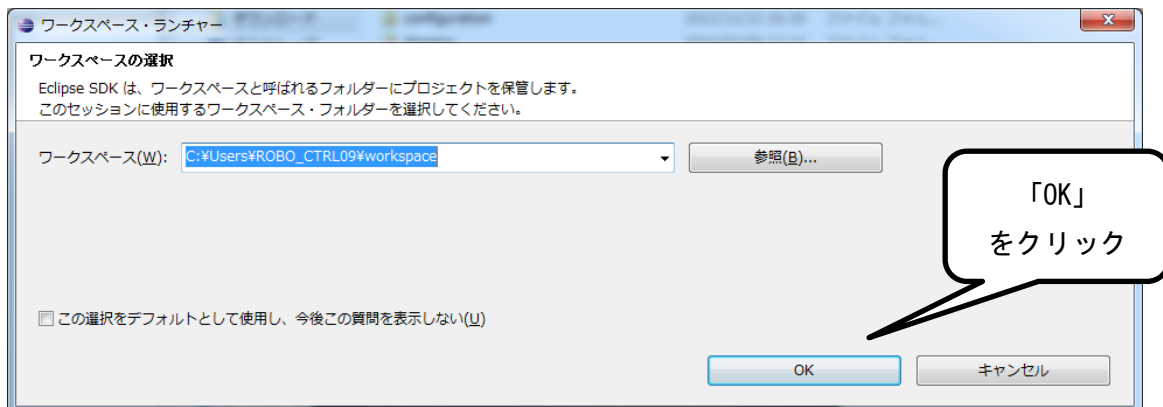 ワークスペース・ランチャー
ワークスペースの選択
Eclipse SDK は、ワークスペースと呼ばれるフォルダーにプロジェクトを保管します。
このセッションに使用するワークスペース・フォルダーを選択してください。
ワークスペース(W):
C:¥Users¥ROBO_CTRL09¥workspace
参照(B)...
「OK」
をクリック
この選択をデフォルトとして使用し、今後この質問を表示しない(U)
OK
キャンセル